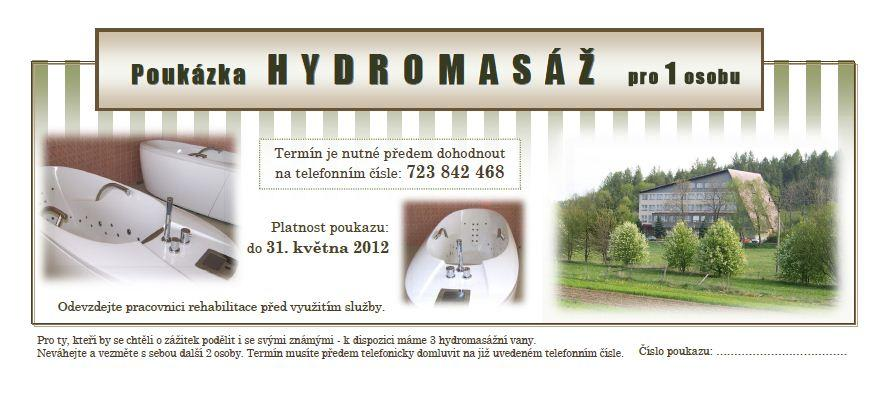 Poukázka HYDROMASÁŽ pro 1 osobu
Termín je nutné předem dohodnout
na telefonním čísle: 723 842 468
Platnost poukazu:
do 31. května 2012
Odevzdejte pracovnici rehabilitace před využitím služby.
Pro ty, kteří by se chtěli o zážitek podělit i se svými známými - k dispozici máme 3 hydromasážní vany.
Neváhejte a vezměte s sebou další 2 osoby. Termín musíte předem telefonicky domluvit na již uvedeném telefonním čísle.
Číslo poukazu: ......................................